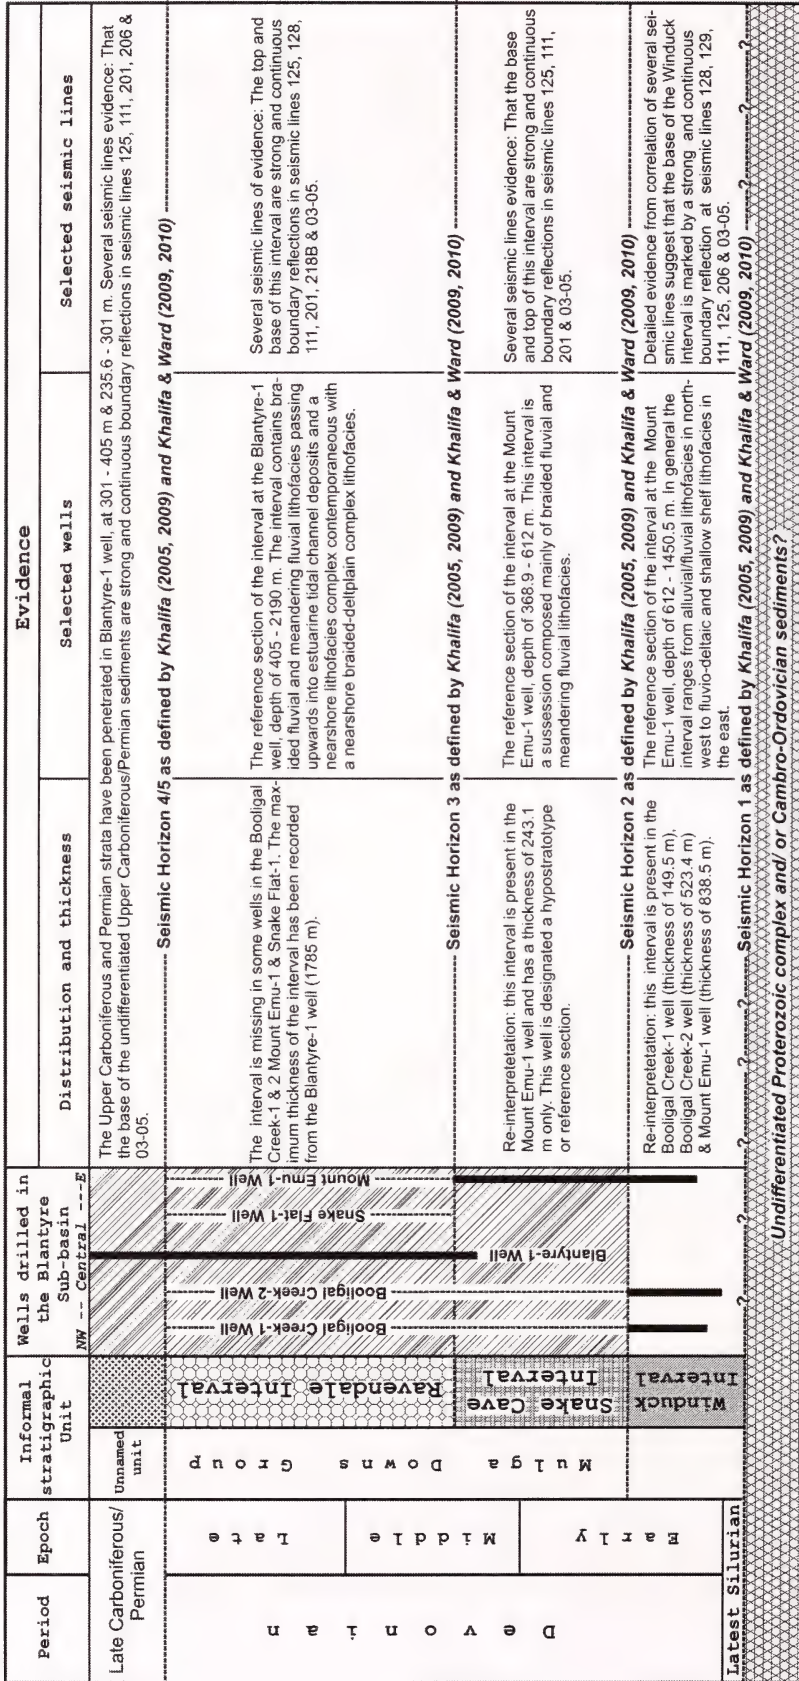 Period
Epoch
Informal
stratigraphic
Unit
Wells drilled in
the Blantyre
Sub-basin
NW -- Central ---E
Evidence
Distribution and thickness
Selected wells
Selected seismic lines
Late Carboniferous/
Permian
Unnamed
unit
The Upper Carboniferous and Permian strata have been penetrated in Blantyre-1 well, at 301 - 405 m & 235.6 - 301 m. Several seismic lines evidence: That
the base of the undifferentiated Upper Carboniferous/Permian sediments are strong and continuous boundary reflections in seismic lines 125, 111, 201, 206 &
03-05.
Seismic Horizon 4/5 as defined by Khalifa (2005, 2009) and Khalifa & Ward (2009, 2010)
Devonian
Late
Middle
Early
Mulga Downs Group
Ravendale Interval
Booligal Creek-1 Well
Booligal Creek-2 Well
Blantyre-1 Well
Snake Flat-1 Well
Mount Emu-1 Well
The interval is missing in some wells in the Booligal
Creek-1 & 2 Mount Emu-1 & Snake Flat-1. The max-
imum thickness of the interval has been recorded
from the Blantyre-1 well (1785 m).
The reference section of the interval at the Blantyre-1
well, depth of 405 - 2190 m. The interval contains bra-
ided fluvial and meandering fluvial lithofacies passing
upwards into estuarine tidal channel deposits and a
nearshore lithofacies complex contemporaneous with
a nearshore braided-deltplain complex lithofacies.
Several seismic lines of evidence: The top and
base of this interval are strong and continuous
boundary reflections in seismic lines 125, 128,
111, 201, 218B & 03-05.
Seismic Horizon 3 as defined by Khalifa (2005, 2009) and Khalifa & Ward (2009, 2010)
Snake Cave
Interval
Re-interpretetation: this interval is present in the
Mount Emu-1 well and has a thickness of 243.1
m only. This well is designated a hypostratotype
or reference section.
The reference section of the interval at the Mount
Emu-1 well, depth of 368.9 - 612 m. This interval is
a sussession composed mainly of braided fluvial and
meandering fluvial lithofacies.
Several seismic lines evidence: That the base
and top of this interval are strong and continuous
boundary reflections in seismic lines 125, 111,
201 & 03-05.
Seismic Horizon 2 as defined by Khalifa (2005, 2009) and Khalifa & Ward (2009, 2010)
Winduck
Interval
Re-interpretetation: this interval is present in the
Booligal Creek-1 well (thickness of 149.5 m),
Booligal Creek-2 well (thickness of 523.4 m)
& Mount Emu-1 well (thickness of 838.5 m).
The reference section of the interval at the Mount
Emu-1 well, depth of 612 - 1450.5 m. In general the
interval ranges from alluvial/fluvial lithofacies in north-
west to fluvio-deltaic and shallow shelf lithofacies in
the east.
Detailed evidence from correlation of several sei-
smic lines suggest that the base of the Winduck
Interval is marked by a strong and continuous
boundary reflection at seismic lines 128, 129,
111, 125, 206 & 03-05.
Latest Silurian
? ? ? ? Seismic Horizon 1 as defined by Khalifa (2005, 2009) and Khalifa & Ward (2009, 2010) ? ? ?
Undifferentiated Proterozoic complex and/ or Cambro-Ordovician sediments?